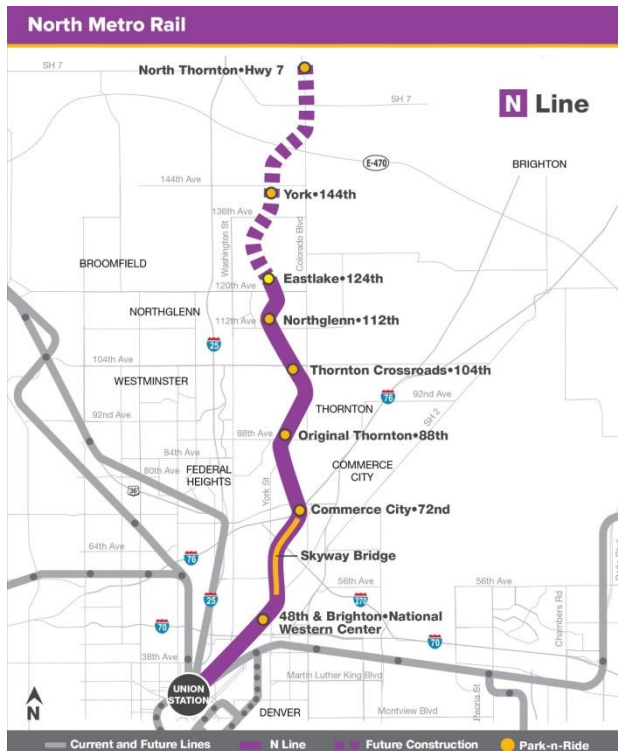 North Metro Rail
North Thornton•Hwy 7
SH 7
SH 7
N Line
E-470
BRIGHTON
144th Ave
York•144th
136th Ave
Washington St
Colorado Blvd
BROOMFIELD
Eastlake•124th
120th Ave
NORTHGLENN
112th Ave
Northglenn•112th
25
104th Ave
Thornton Crossroads•104th
WESTMINSTER
76
92nd Ave
THORNTON
SH 2
92nd Ave
88th Ave
Original Thornton•88th
84th Ave
80th Ave
FEDERAL
HEIGHTS
York St
COMMERCE
CITY
36
Commerce City•72nd
64th Ave
76
Skyway Bridge
56th Ave
56th Ave
270
25
Chambers Rd
70
48th & Brighton•National
Western Center
70
38th Ave
UNION
STATION
Martin Luther King Blvd
Peoria St
N
DENVER
Montview Blvd
Current and Future Lines
N Line
Future Construction
Park-n-Ride